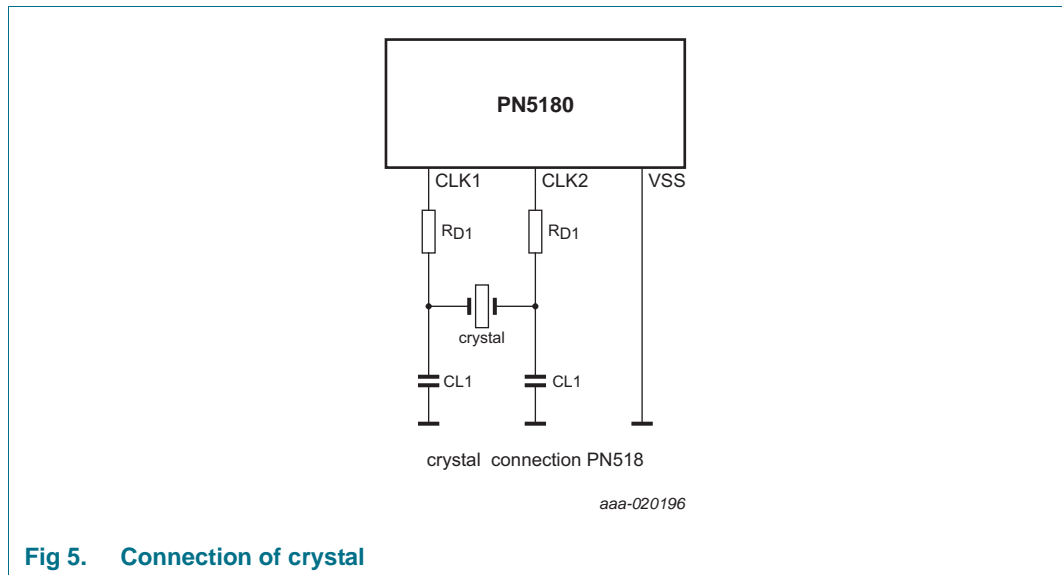 PN5180
CLK1 CLK2 VSS
RD1 RD1
crystal
CL1 CL1
crystal connection PN518
aaa-020196
Fig 5. Connection of crystal